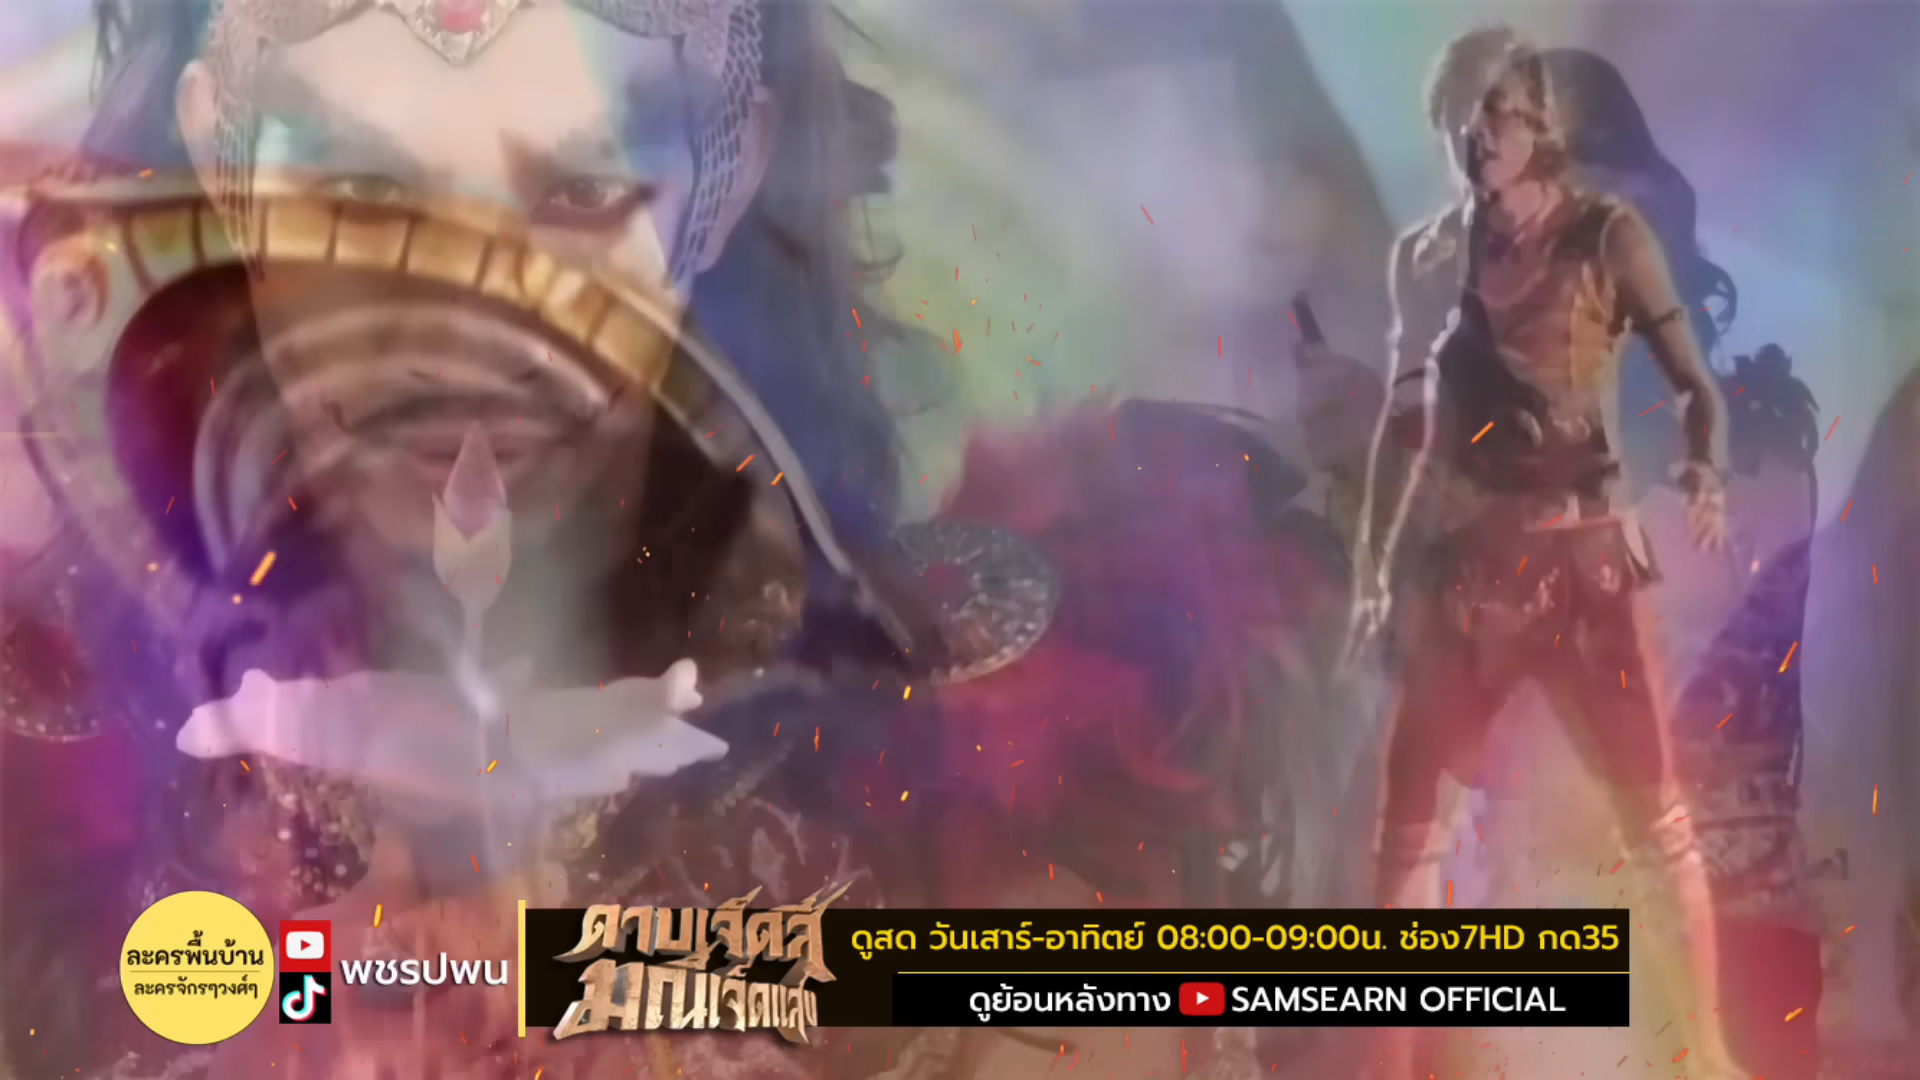 ละครพื้นบ้าน
ละครจักรๆวงศ์ๆ
พชรปพน
ดาบเจ็ดสี
มณีเจ็ดแสง
ดูสด วันเสาร์-อาทิตย์ 08:00-09:00น. ช่อง7HD กด35
ดูย้อนหลังทาง SAMSEARN OFFICIAL